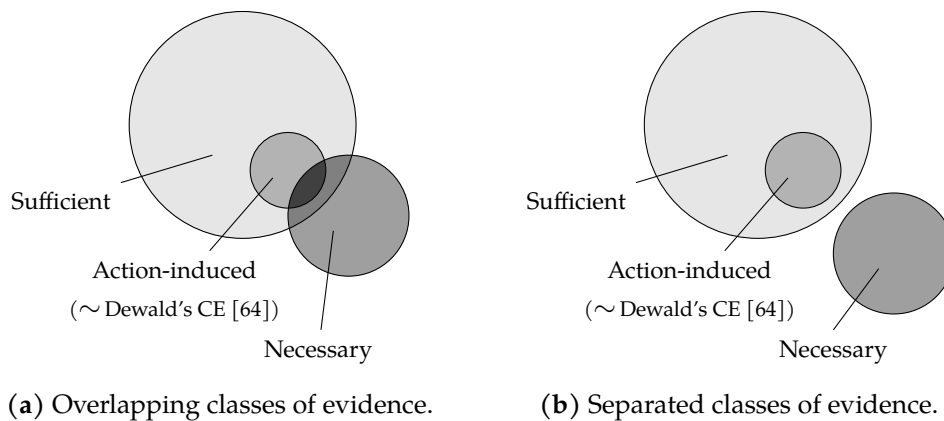 Sufficient
Action-induced
(∼ Dewald's CE [64])
Necessary
(a) Overlapping classes of evidence.
Sufficient
Action-induced
(∼ Dewald's CE [64])
Necessary
(b) Separated classes of evidence.